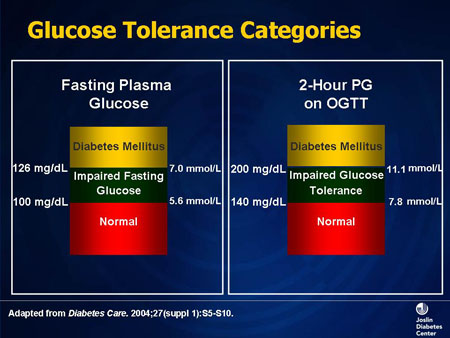 Glucose Tolerance Categories
Fasting Plasma
Glucose
Diabetes Mellitus
126 mg/dL
7.0 mmol/L
Impaired Fasting
Glucose
100 mg/dL
5.6 mmol/L
Normal
2-Hour PG
on OGTT
Diabetes Mellitus
200 mg/dL
11.1 mmol/L
Impaired Glucose
Tolerance
140 mg/dL
7.8 mmol/L
Normal
Adapted from Diabetes Care. 2004;27(suppl 1):S5-S10.
Joslin
Diabetes
Center